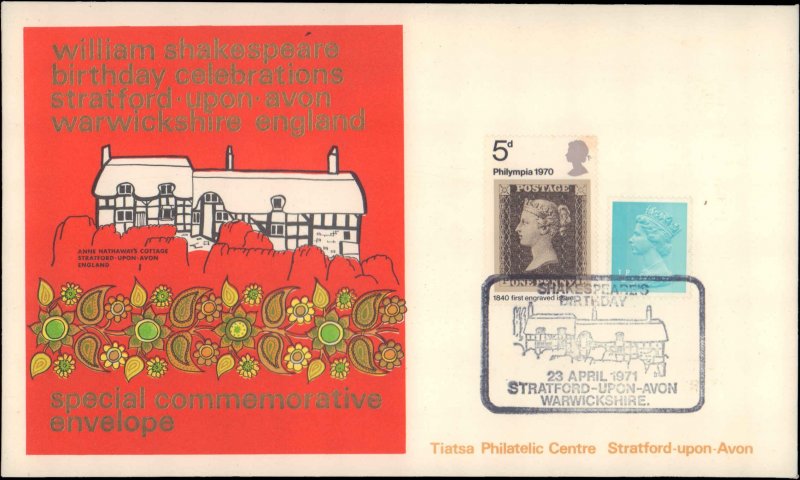 william shakespeare
birthday celebrations
stratford·upon·avon
warwickshire england
ANNE HATHAWAY'S COTTAGE
STRATFORD-UPON-AVON
ENGLAND
special commemorative
envelope
5d
Philympia 1970
POSTAGE
ONE PENNY
1840 first engraved issue
P
SHAKESPEARE'S
BIRTHDAY
23 APRIL 1971
STRATFORD-UPON-AVON
WARWICKSHIRE.
Tiatsa Philatelic Centre Stratford-upon-Avon